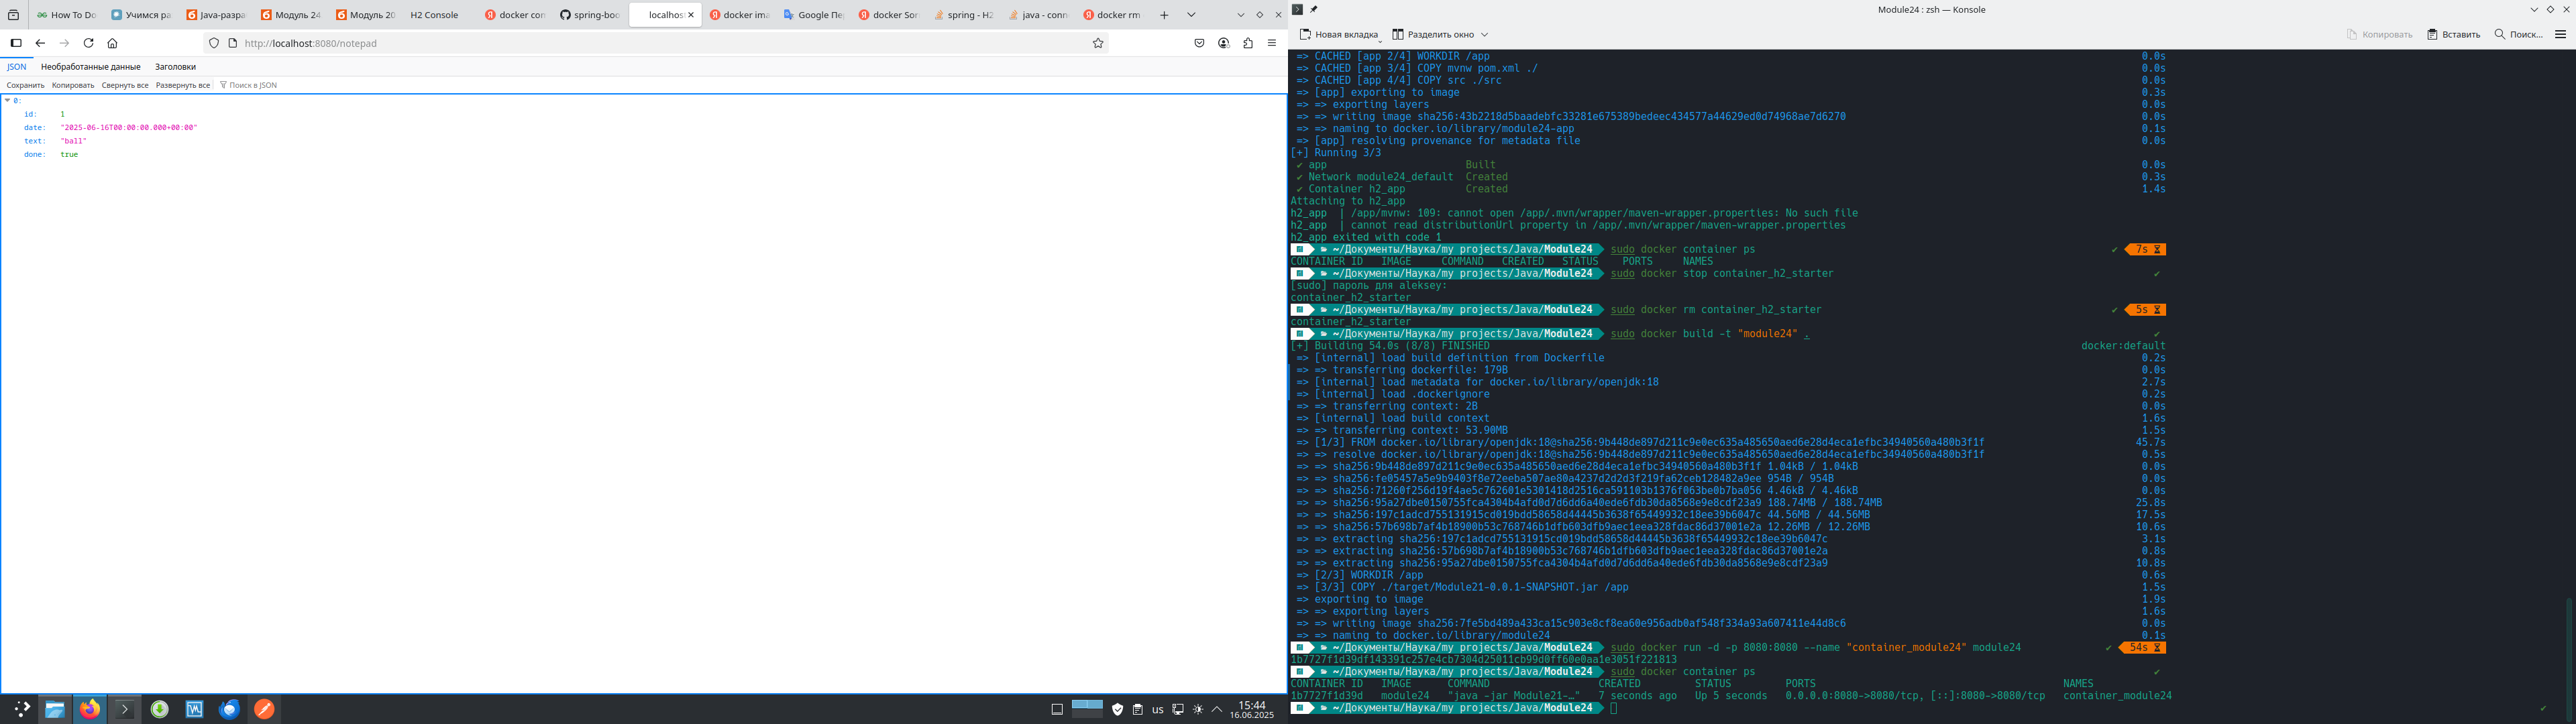 How To Do
Учимся ра
Java-разра
Модуль 24
Модуль 20
H2 Console
docker con
spring-boo
localhost:
docker ima
Google Пе
docker Son
spring - H2
java - conn
docker rm
http://localhost:8080/notepad
JSON
Необработанные данные
Заголовки
Сохранить Копировать Свернуть все Развернуть все Поиск в JSON
0:
id: 1
date: "2025-06-16T00:00:00.000+00:00"
text: "ball"
done: true
us
15:44
16.06.2025
Module24 : zsh — Konsole
Новая вкладка Разделить окно Копировать Вставить Поиск...
=> CACHED [app 2/4] WORKDIR /app 0.0s
=> CACHED [app 3/4] COPY mvnw pom.xml ./ 0.0s
=> CACHED [app 4/4] COPY src ./src 0.0s
=> [app] exporting to image 0.3s
=> => exporting layers 0.0s
=> => writing image sha256:43b2218d5baadebfc33281e675389bedeec434577a44629ed0d74968ae7d6270 0.0s
=> => naming to docker.io/library/module24-app 0.1s
=> [app] resolving provenance for metadata file 0.0s
[+] Running 3/3
✔ app Built 0.0s
✔ Network module24_default Created 0.3s
✔ Container h2_app Created 1.4s
Attaching to h2_app
h2_app | /app/mvnw: 109: cannot open /app/.mvn/wrapper/maven-wrapper.properties: No such file
h2_app | cannot read distributionUrl property in /app/.mvn/wrapper/maven-wrapper.properties
h2_app exited with code 1
~/Документы/Наука/my projects/Java/Module24 sudo docker container ps ✔ 7s
CONTAINER ID IMAGE COMMAND CREATED STATUS PORTS NAMES
~/Документы/Наука/my projects/Java/Module24 sudo docker stop container_h2_starter ✔
[sudo] пароль для aleksey:
container_h2_starter
~/Документы/Наука/my projects/Java/Module24 sudo docker rm container_h2_starter ✔ 5s
container_h2_starter
~/Документы/Наука/my projects/Java/Module24 sudo docker build -t "module24" . ✔
[+] Building 54.0s (8/8) FINISHED docker:default
=> [internal] load build definition from Dockerfile 0.2s
=> => transferring dockerfile: 179B 0.0s
=> [internal] load metadata for docker.io/library/openjdk:18 2.7s
=> [internal] load .dockerignore 0.2s
=> => transferring context: 2B 0.0s
=> [internal] load build context 1.6s
=> => transferring context: 53.90MB 1.5s
=> [1/3] FROM docker.io/library/openjdk:18@sha256:9b448de897d211c9e0ec635a485650aed6e28d4eca1efbc34940560a480b3f1f 45.7s
=> => resolve docker.io/library/openjdk:18@sha256:9b448de897d211c9e0ec635a485650aed6e28d4eca1efbc34940560a480b3f1f 0.5s
=> => sha256:9b448de897d211c9e0ec635a485650aed6e28d4eca1efbc34940560a480b3f1f 1.04kB / 1.04kB 0.0s
=> => sha256:fe05457a5e9b9403f8e72eeba507ae80a4237d2d2d3f219fa62ceb128482a9ee 954B / 954B 0.0s
=> => sha256:71260f256d19f4ae5c762601e5301418d2516ca591103b1376f063be0b7ba056 4.46kB / 4.46kB 0.0s
=> => sha256:95a27dbe0150755fca4304b4afd0d7d6dd6a40ede6fdb30da8568e9e8cdf23a9 188.74MB / 188.74MB 25.8s
=> => sha256:197c1adcd755131915cd019bdd58658d44445b3638f65449932c18ee39b6047c 44.56MB / 44.56MB 17.5s
=> => sha256:57b698b7af4b18900b53c768746b1dfb603dfb9aec1eea328fdac86d37001e2a 12.26MB / 12.26MB 10.6s
=> => extracting sha256:197c1adcd755131915cd019bdd58658d44445b3638f65449932c18ee39b6047c 3.1s
=> => extracting sha256:57b698b7af4b18900b53c768746b1dfb603dfb9aec1eea328fdac86d37001e2a 0.8s
=> => extracting sha256:95a27dbe0150755fca4304b4afd0d7d6dd6a40ede6fdb30da8568e9e8cdf23a9 10.8s
=> [2/3] WORKDIR /app 0.6s
=> [3/3] COPY ./target/Module21-0.0.1-SNAPSHOT.jar /app 1.5s
=> exporting to image 1.9s
=> => exporting layers 1.6s
=> => writing image sha256:7fe5bd489a433ca15c903e8cf8ea60e956adb0af548f334a93a607411e44d8c6 0.0s
=> => naming to docker.io/library/module24 0.1s
~/Документы/Наука/my projects/Java/Module24 sudo docker run -d -p 8080:8080 --name "container_module24" module24 ✔ 54s
1b7727f1d39df143391c257e4cb7304d25011cb99d0ff60e0aa1e3051f221813
~/Документы/Наука/my projects/Java/Module24 sudo docker container ps ✔
CONTAINER ID IMAGE COMMAND CREATED STATUS PORTS NAMES
1b7727f1d39d module24 "java -jar Module21-…" 7 seconds ago Up 5 seconds 0.0.0.0:8080->8080/tcp, [::]:8080->8080/tcp container_module24
~/Документы/Наука/my projects/Java/Module24 ✔